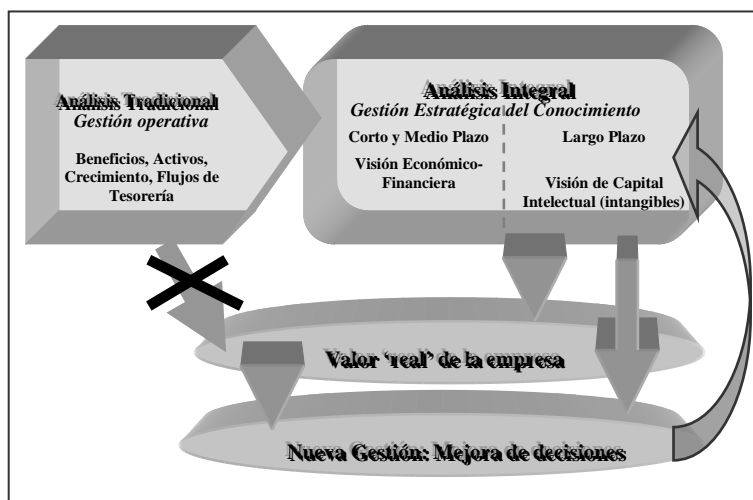 Análisis Tradicional
Gestión operativa
Beneficios, Activos,
Crecimiento, Flujos de
Tesorería
Análisis Integral
Gestión Estratégica del Conocimiento
Corto y Medio Plazo
Visión Económico-
Financiera
Largo Plazo
Visión de Capital
Intelectual (intangibles)
Valor ‘real’ de la empresa
Nueva Gestión: Mejora de decisiones